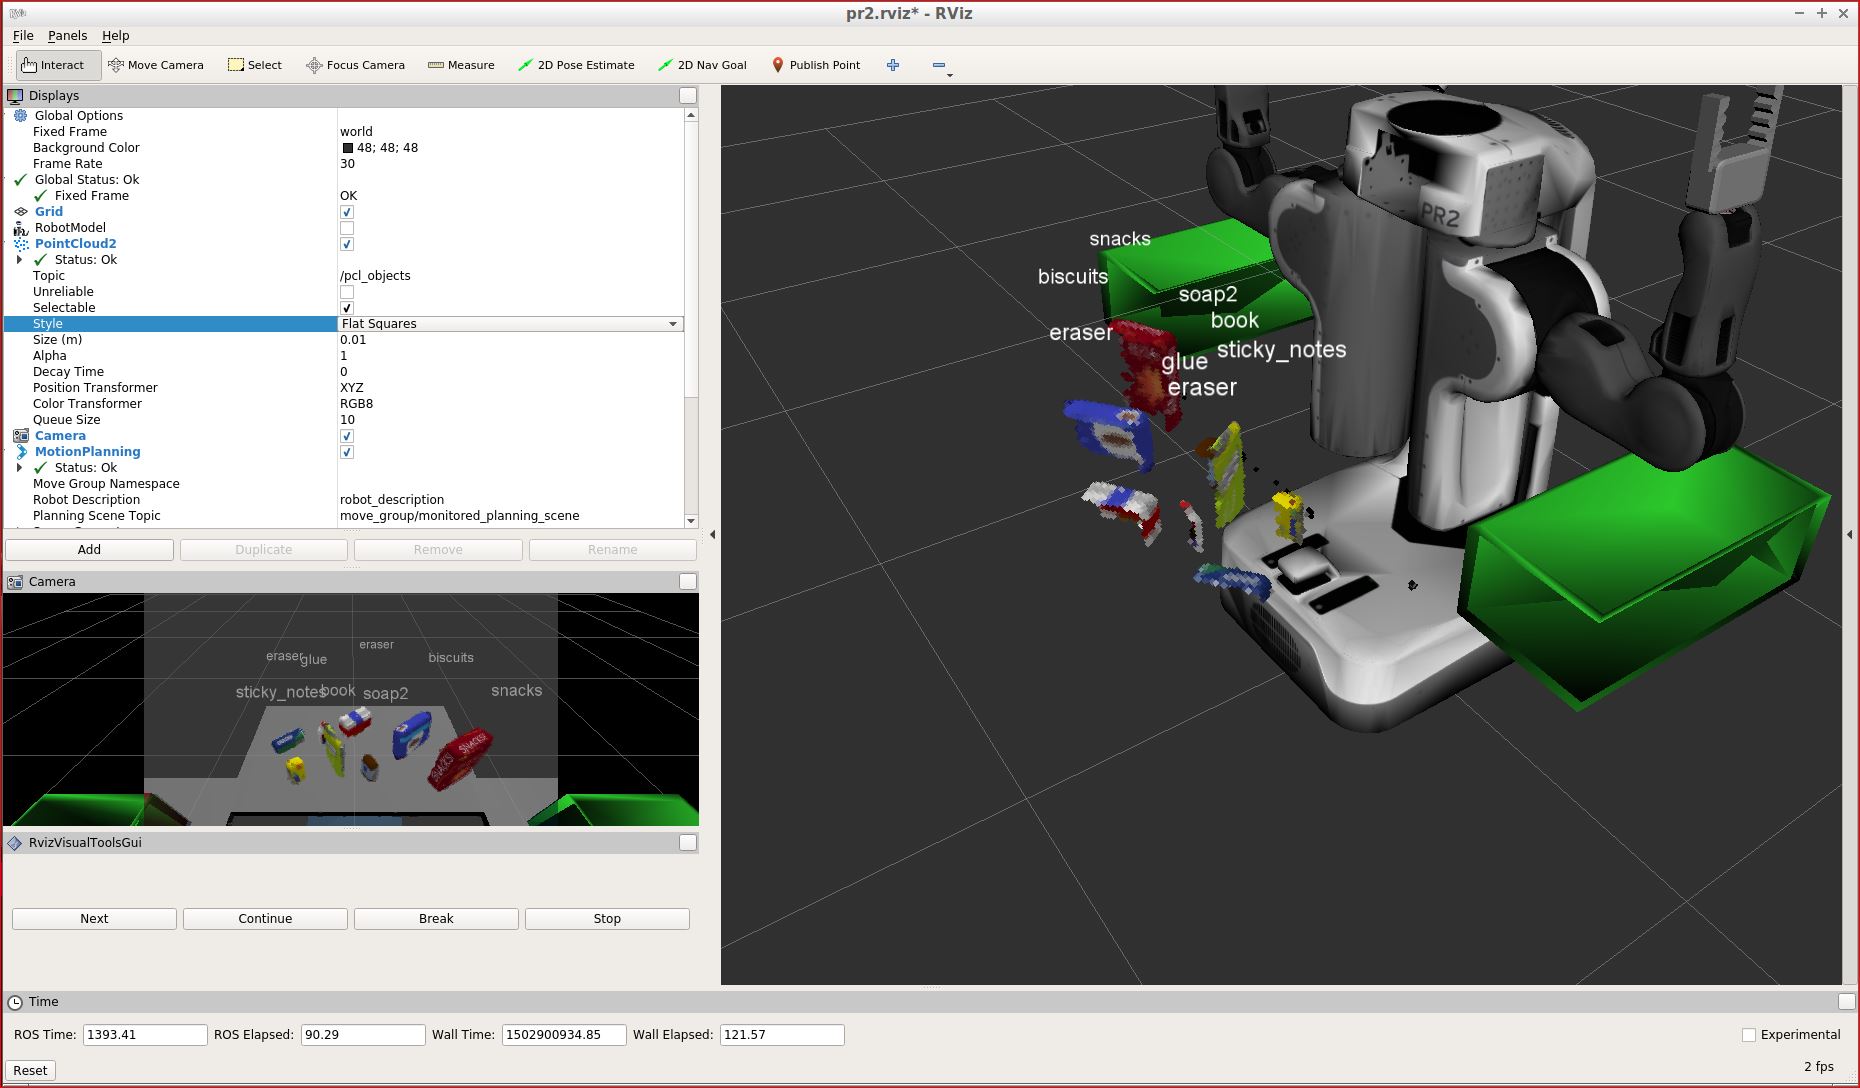 pr2.rviz* - RViz
File Panels Help
Interact Move Camera Select Focus Camera Measure 2D Pose Estimate 2D Nav Goal Publish Point
Displays
Global Options
Fixed Frame world
Background Color 48; 48; 48
Frame Rate 30
Global Status: Ok
Fixed Frame OK
Grid
RobotModel
PointCloud2
Status: Ok
Topic /pcl_objects
Unreliable
Selectable
Style Flat Squares
Size (m) 0.01
Alpha 1
Decay Time 0
Position Transformer XYZ
Color Transformer RGB8
Queue Size 10
Camera
MotionPlanning
Status: Ok
Move Group Namespace
Robot Description robot_description
Planning Scene Topic move_group/monitored_planning_scene
Add Duplicate Remove Rename
Camera
eraser
eraser glue biscuits
sticky_notes book soap2 snacks
SNACKS!
SNACKS
RvizVisualToolsGui
Next Continue Break Stop
PR2
snacks
biscuits
soap2
book
eraser
sticky_notes
glue
eraser
Time
ROS Time: 1393.41 ROS Elapsed: 90.29 Wall Time: 1502900934.85 Wall Elapsed: 121.57 Experimental
Reset 2 fps